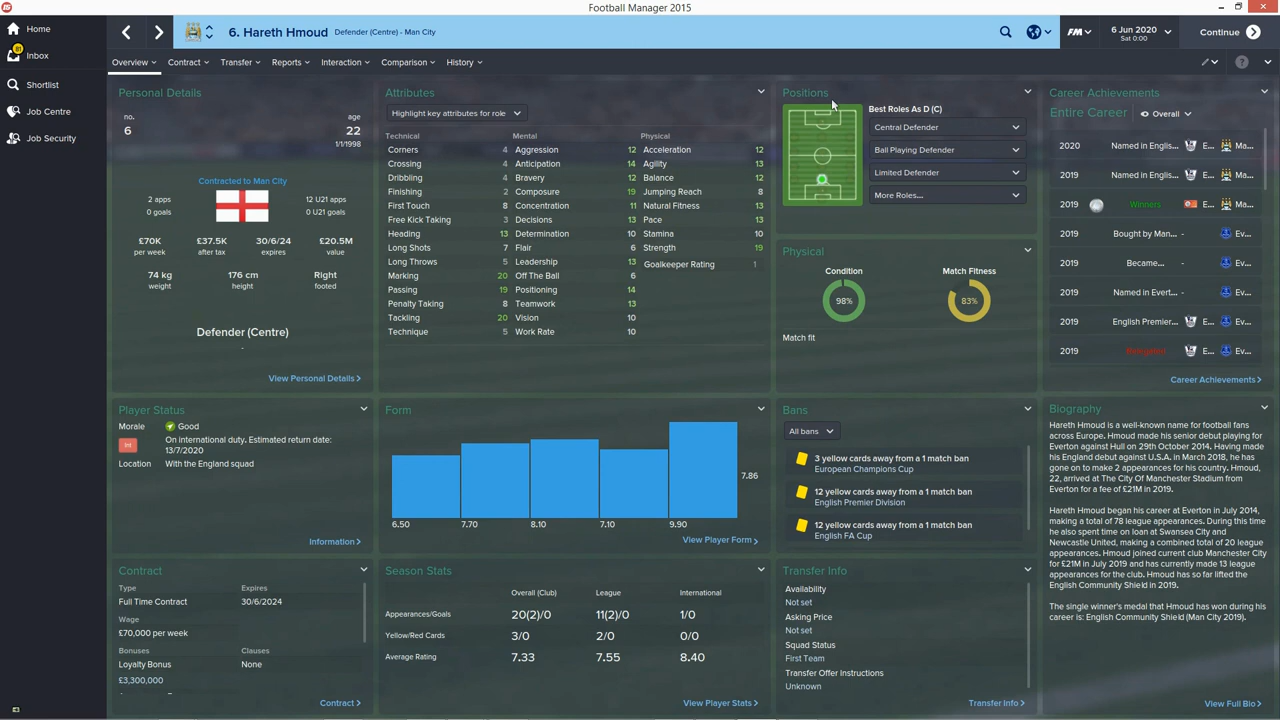 Football Manager 2015
Home
Inbox
81
Shortlist
Job Centre
Job Security
6. Hareth Hmoud Defender (Centre) - Man City
FM
6 Jun 2020
Sat 0:00
Continue
Overview Contract Transfer Reports Interaction Comparison History
Personal Details
no.
6
age
22
1/1/1998
Contracted to Man City
2 apps
0 goals
12 U21 apps
0 U21 goals
£70K
per week
£37.5K
after tax
30/6/24
expires
£20.5M
value
74 kg
weight
176 cm
height
Right
footed
Defender (Centre)
-
View Personal Details
Attributes
Highlight key attributes for role
Technical Mental Physical
Corners 4 Aggression 12 Acceleration 12
Crossing 4 Anticipation 14 Agility 13
Dribbling 4 Bravery 12 Balance 12
Finishing 2 Composure 19 Jumping Reach 8
First Touch 8 Concentration 11 Natural Fitness 13
Free Kick Taking 3 Decisions 13 Pace 13
Heading 13 Determination 10 Stamina 10
Long Shots 7 Flair 6 Strength 19
Long Throws 5 Leadership 13 Goalkeeper Rating 1
Marking 20 Off The Ball 6
Passing 19 Positioning 14
Penalty Taking 8 Teamwork 13
Tackling 20 Vision 10
Technique 5 Work Rate 10
Positions
Best Roles As D (C)
Central Defender
Ball Playing Defender
Limited Defender
More Roles...
Physical
Condition
98%
Match Fitness
83%
Match fit
Career Achievements
Entire Career Overall
2020 Named in Englis... E... Ma...
2019 Named in Englis... E... Ma...
2019 Winners E... Ma...
2019 Bought by Man... - Ev...
2019 Became... - Ev...
2019 Named in Evert... - Ev...
2019 English Premier... E... Ev...
2019 Relegated E... Ev...
Career Achievements
Player Status
Morale Good
On international duty. Estimated return date:
13/7/2020
Location With the England squad
Information
Form
6.50 7.70 8.10 7.10 9.90
7.86
View Player Form
Bans
All bans
3 yellow cards away from a 1 match ban
European Champions Cup
12 yellow cards away from a 1 match ban
English Premier Division
12 yellow cards away from a 1 match ban
English FA Cup
Biography
Hareth Hmoud is a well-known name for football fans
across Europe. Hmoud made his senior debut playing for
Everton against Hull on 29th October 2014. Having made
his England debut against U.S.A. in March 2018, he has
gone on to make 2 appearances for his country. Hmoud,
22, arrived at The City Of Manchester Stadium from
Everton for a fee of £21M in 2019.
Hareth Hmoud began his career at Everton in July 2014,
making a total of 78 league appearances. During this time
he also spent time on loan at Swansea City and
Newcastle United, making a combined total of 20 league
appearances. Hmoud joined current club Manchester City
for £21M in July 2019 and has currently made 13 league
appearances for the club. Hmoud has so far lifted the
English Community Shield in 2019.
The single winner's medal that Hmoud has won during his
career is: English Community Shield (Man City 2019).
View Full Bio
Contract
Type Expires
Full Time Contract 30/6/2024
Wage
£70,000 per week
Bonuses Clauses
Loyalty Bonus None
£3,300,000
Contract
Season Stats
Overall (Club) League International
Appearances/Goals 20(2)/0 11(2)/0 1/0
Yellow/Red Cards 3/0 2/0 0/0
Average Rating 7.33 7.55 8.40
View Player Stats
Transfer Info
Availability
Not set
Asking Price
Not set
Squad Status
First Team
Transfer Offer Instructions
Unknown
Transfer Info